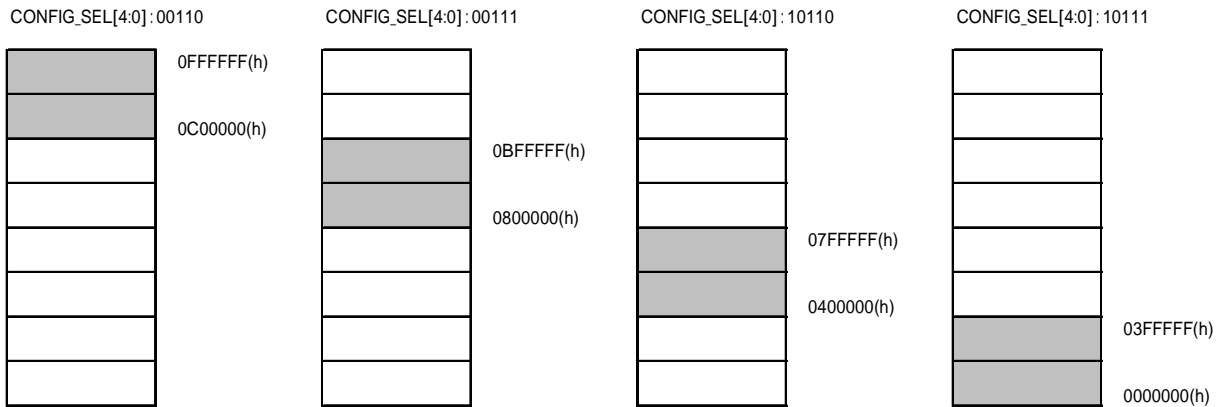 CONFIG_SEL[4:0]:00110
CONFIG_SEL[4:0]:00111
CONFIG_SEL[4:0]:10110
CONFIG_SEL[4:0]:10111
0FFFFFF(h)
0C00000(h)
0BFFFFF(h)
0800000(h)
07FFFFF(h)
0400000(h)
03FFFFF(h)
0000000(h)